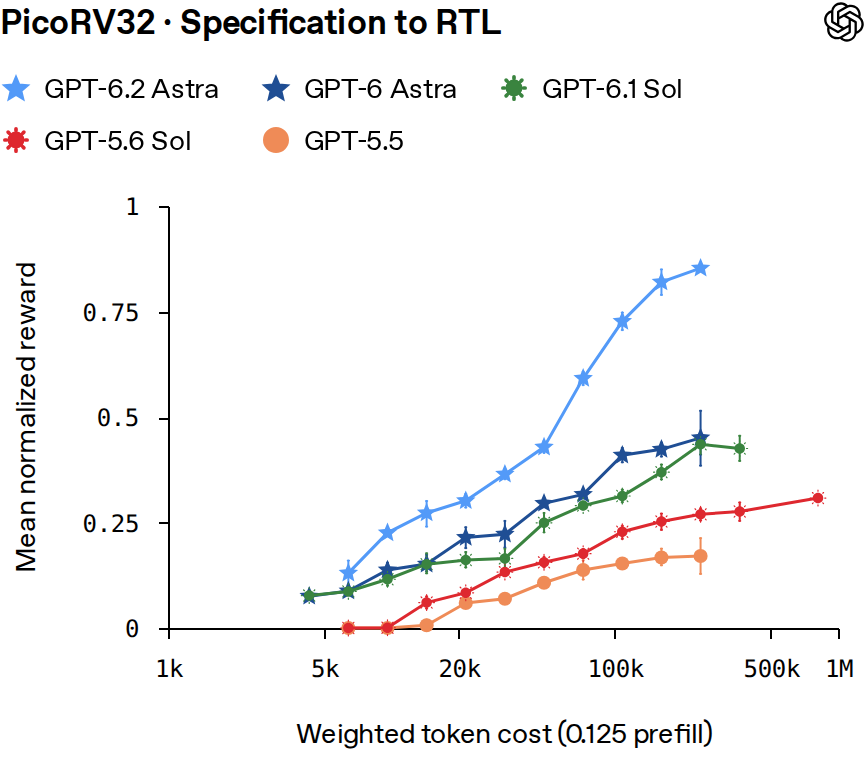 PicoRV32 · Specification to RTL
GPT-6.2 Astra GPT-6 Astra GPT-6.1 Sol
GPT-5.6 Sol GPT-5.5
Mean normalized reward
1
0.75
0.5
0.25
0
1k 5k 20k 100k 500k 1M
Weighted token cost (0.125 prefill)